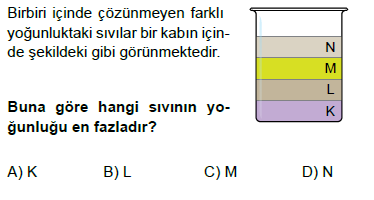 Birbiri içinde çözünmeyen farklı
yoğunluktaki sıvılar bir kabın için-
de şekildeki gibi görünmektedir.
N
M
L
K
Buna göre hangi sıvının yo-
ğunluğu en fazladır?
A) K B) L C) M D) N